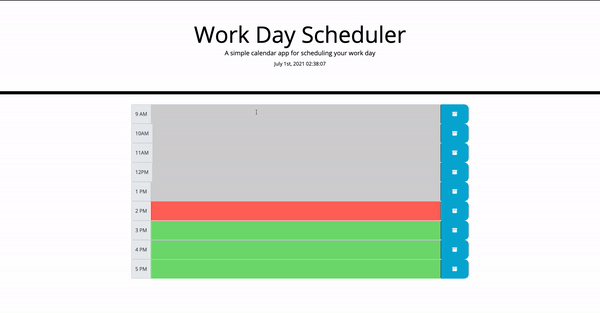 Work Day Scheduler
A simple calendar app for scheduling your work day
July 1st, 2021 02:38:07
9 AM
10AM
11AM
12PM
1 PM
2 PM
3 PM
4 PM
5 PM